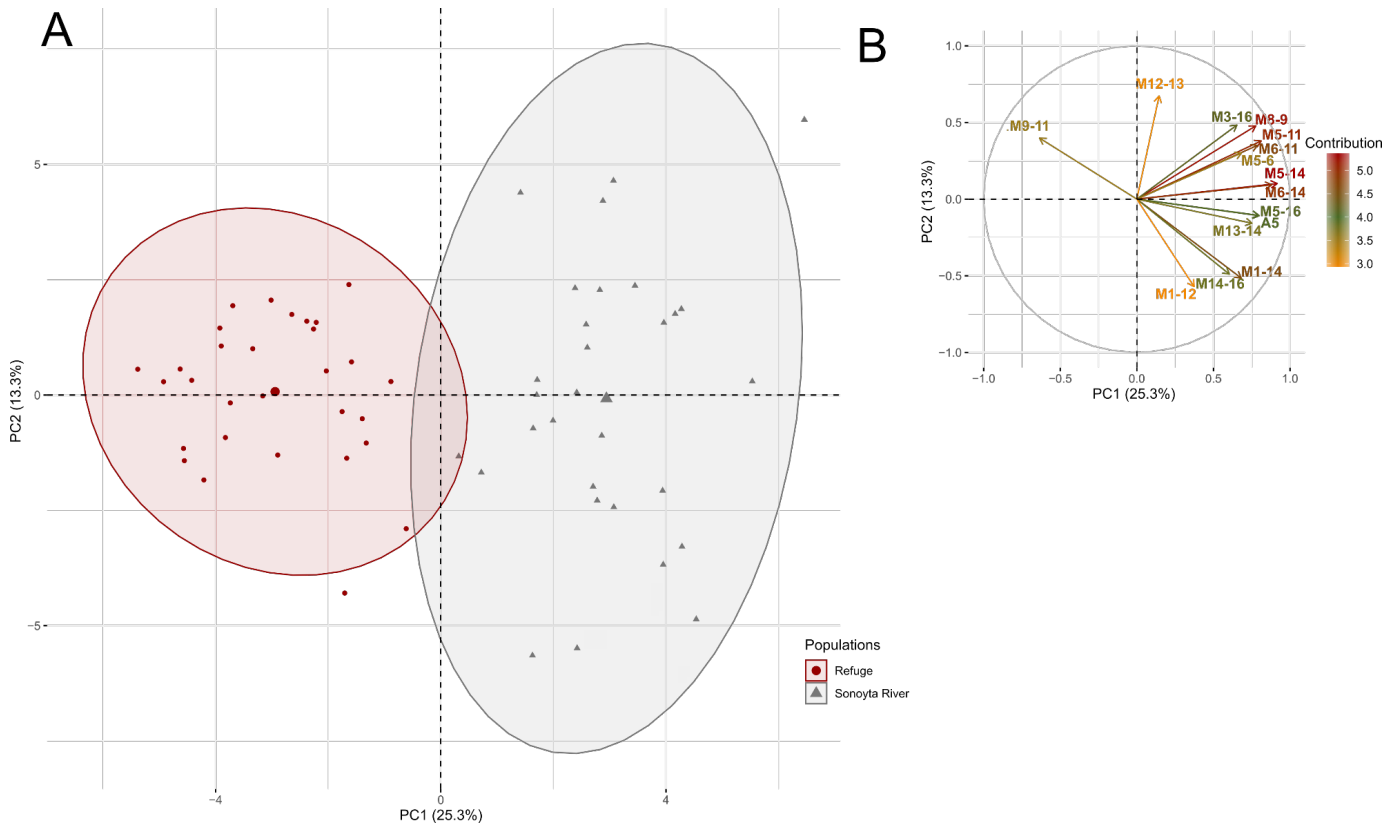 A
PC2 (13.3%)
5
0
−5
−4
0
4
PC1 (25.3%)
Populations
Refuge
Sonoyta River
B
PC2 (13.3%)
1.0
0.5
0.0
−0.5
−1.0
M12-13
M9-11
M3-16
M8-9
M5-11
M6-11
M5-6
M5-14
M6-14
M5-16
A5
M13-14
M1-14
M14-16
M1-12
−1.0
−0.5
0.0
0.5
1.0
PC1 (25.3%)
Contribution
5.0
4.5
4.0
3.5
3.0